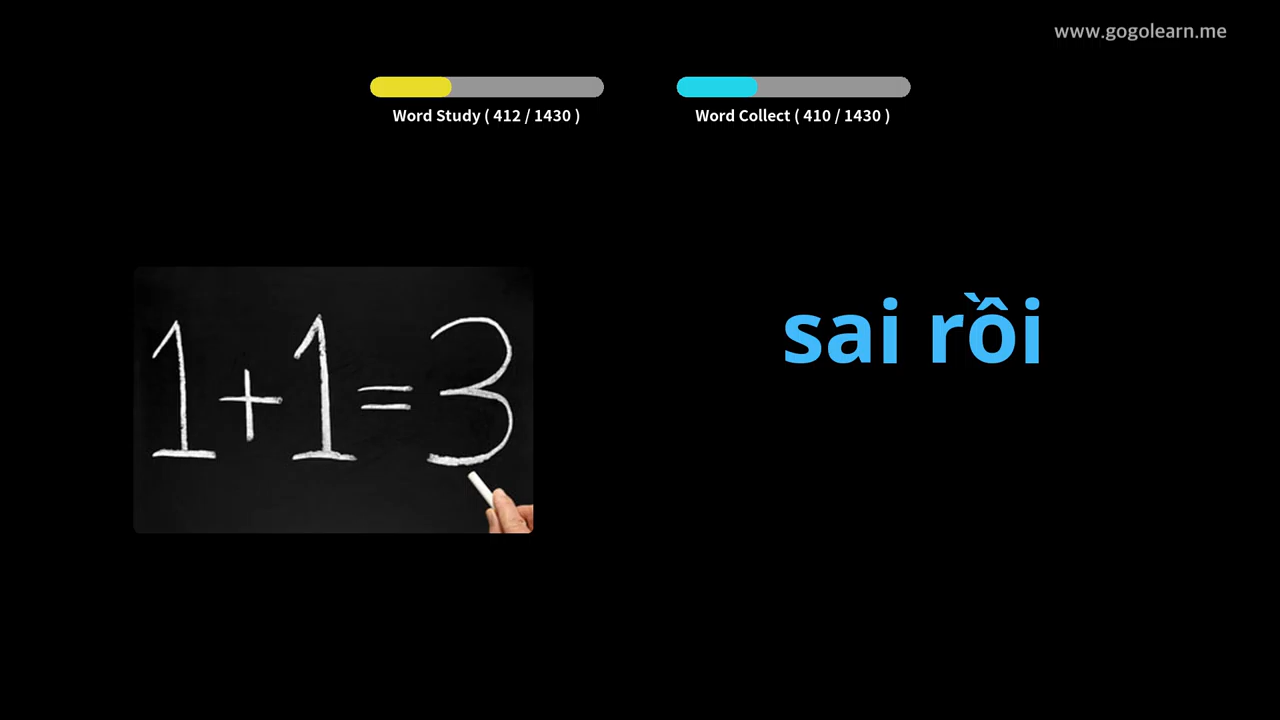 www.gogolearn.me
Word Study ( 412 / 1430 )
Word Collect ( 410 / 1430 )
1+1=3
sai rồi